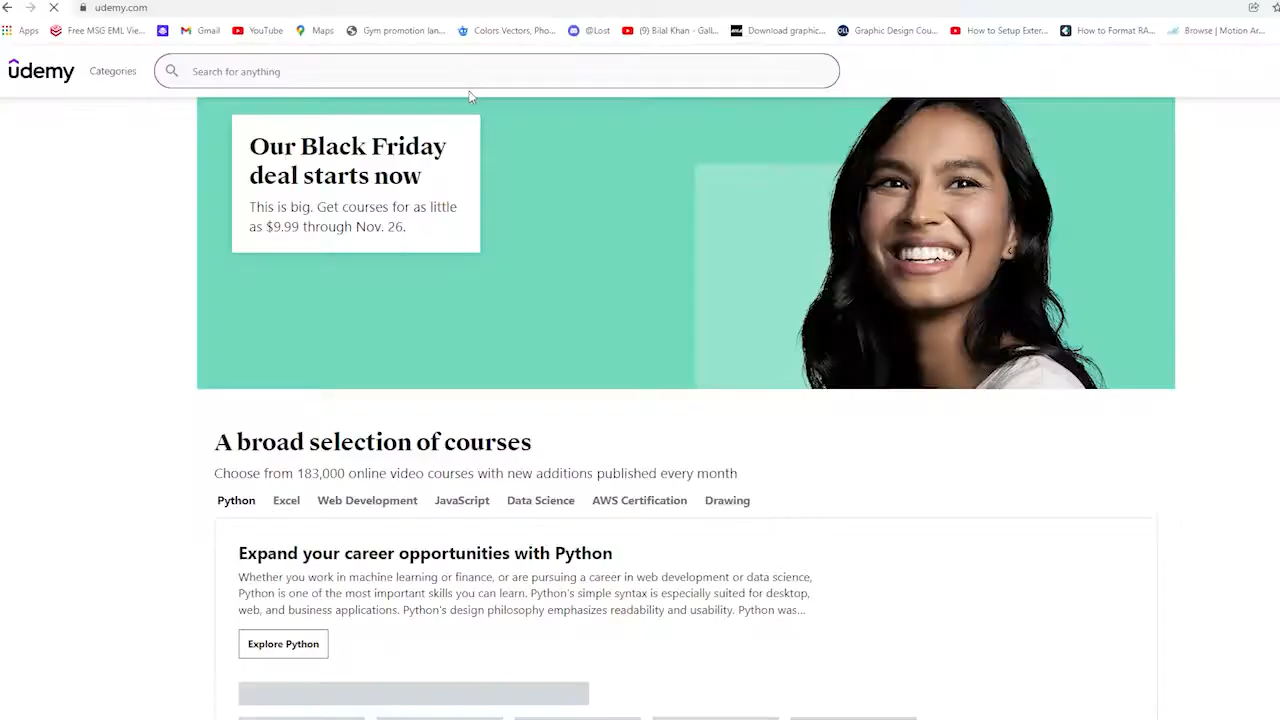 udemy.com
Apps Free MSG EML Vie... Gmail YouTube Maps Gym promotion lan... Colors Vectors, Pho... @Lost (9) Bilal Khan - Gall... Download graphic... Graphic Design Cou... How to Setup Exter... How to Format RA... Browse | Motion Ar...
ûdemy Categories Search for anything
Our Black Friday
deal starts now
This is big. Get courses for as little
as $9.99 through Nov. 26.
A broad selection of courses
Choose from 183,000 online video courses with new additions published every month
Python Excel Web Development JavaScript Data Science AWS Certification Drawing
Expand your career opportunities with Python
Whether you work in machine learning or finance, or are pursuing a career in web development or data science,
Python is one of the most important skills you can learn. Python's simple syntax is especially suited for desktop,
web, and business applications. Python's design philosophy emphasizes readability and usability. Python was...
Explore Python